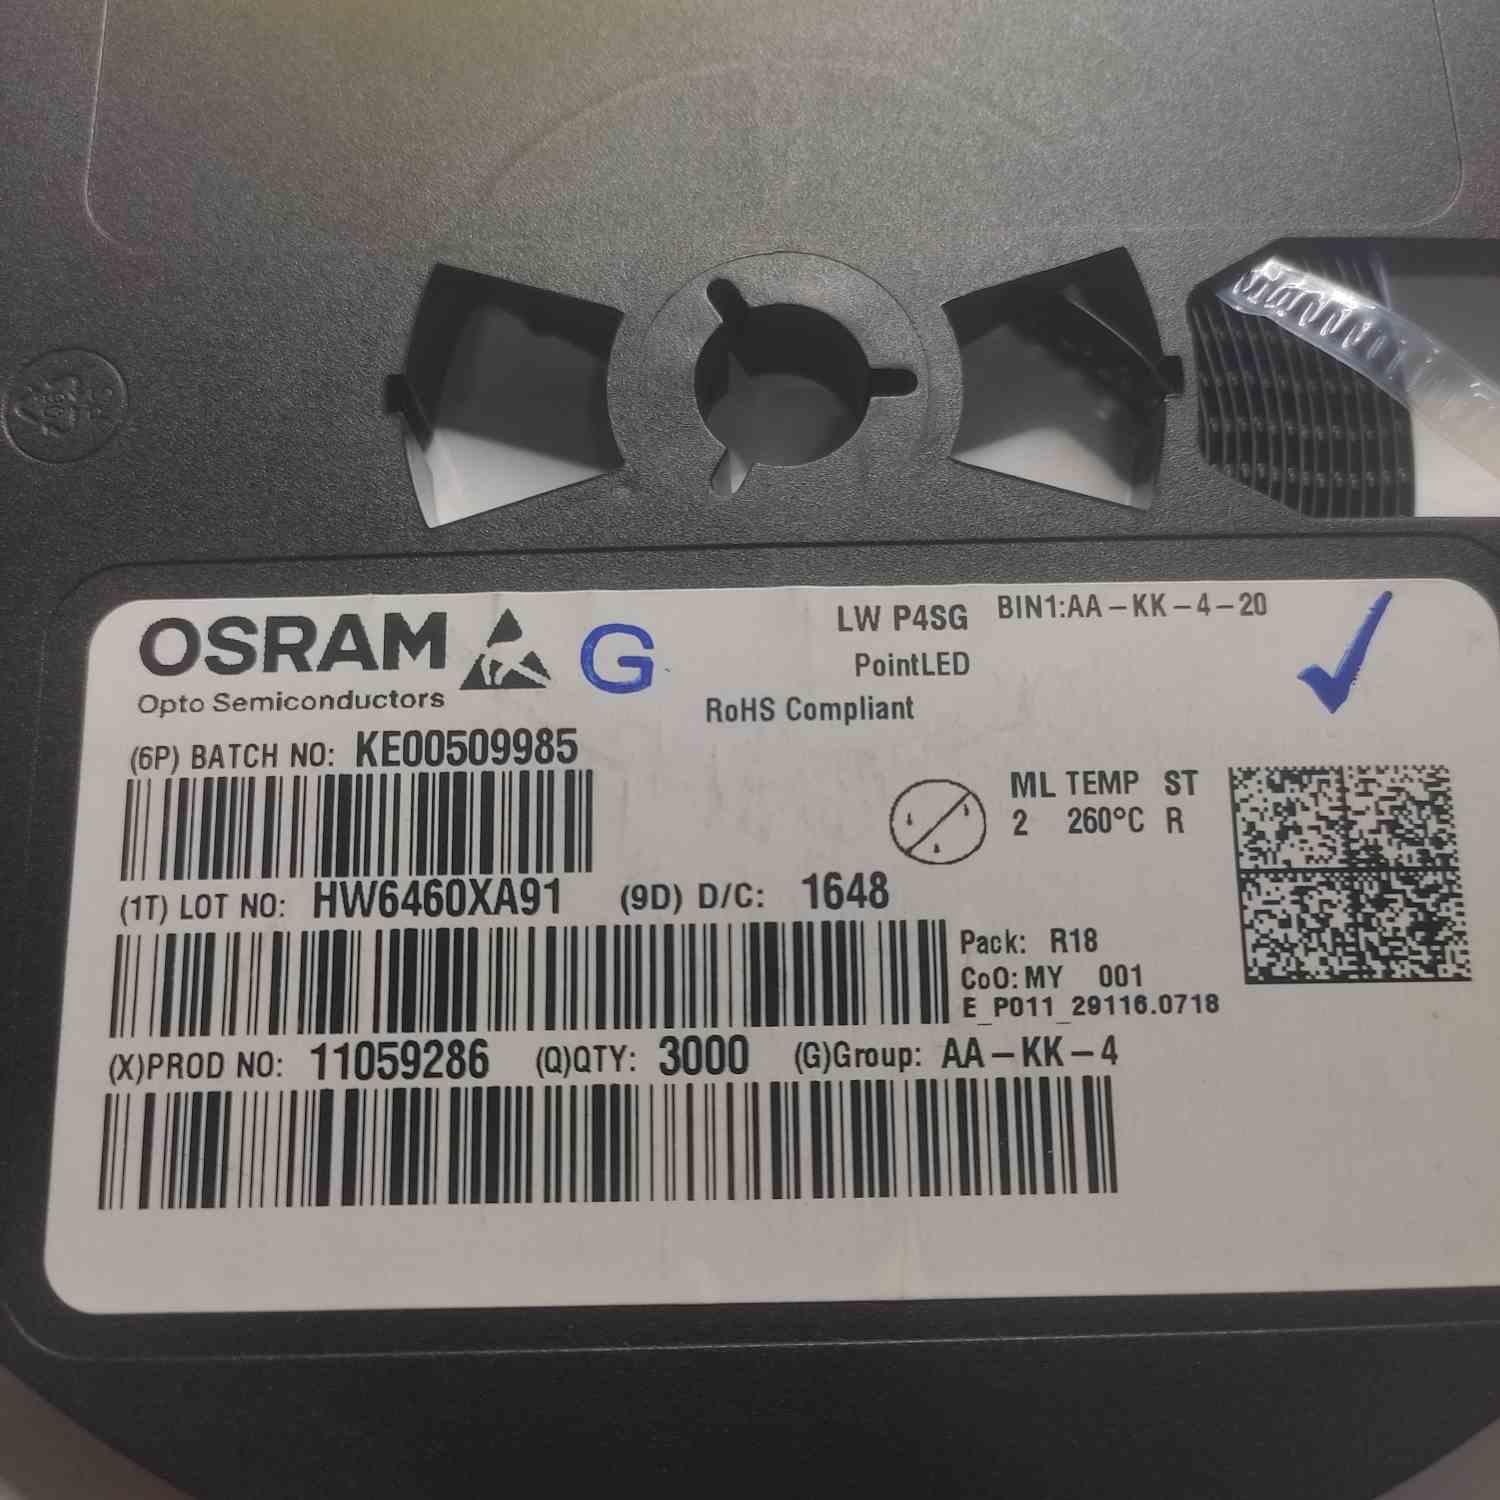 OSRAM G
Opto Semiconductors
LW P4SG BIN1:AA-KK-4-20
PointLED
RoHS Compliant
(6P) BATCH NO: KE00509985
ML TEMP ST
2 260°C R
(1T) LOT NO: HW6460XA91 (9D) D/C: 1648
Pack: R18
CoO: MY 001
E_P011_29116.0718
(X)PROD NO: 11059286 (Q)QTY: 3000 (G)Group: AA-KK-4